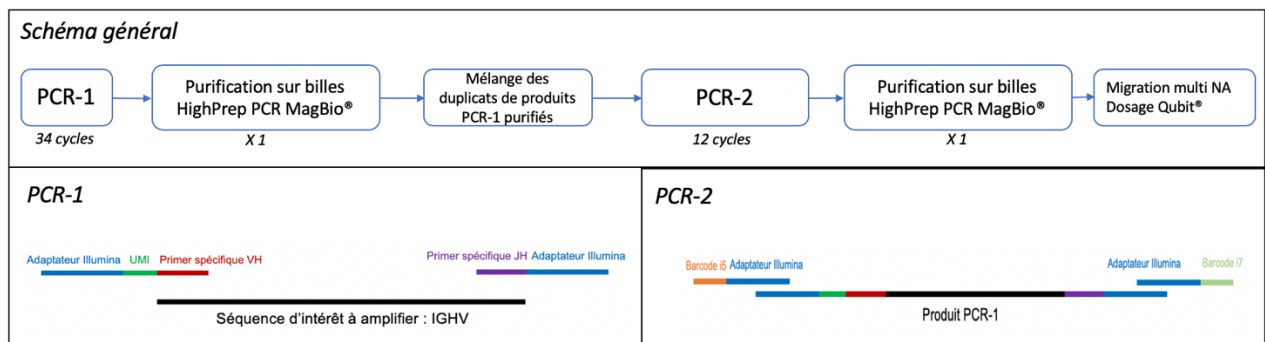 Schéma général
PCR-1
34 cycles
Purification sur billes
HighPrep PCR MagBio®
X 1
Mélange des
duplicats de produits
PCR-1 purifiés
PCR-2
12 cycles
Purification sur billes
HighPrep PCR MagBio®
X 1
Migration multi NA
Dosage Qubit®
PCR-1
Adaptateur Illumina UMI Primer spécifique VH
Primer spécifique JH Adaptateur Illumina
Séquence d'intérêt à amplifier : IGHV
PCR-2
Barcode i5 Adaptateur Illumina
Adaptateur Illumina Barcode i7
Produit PCR-1